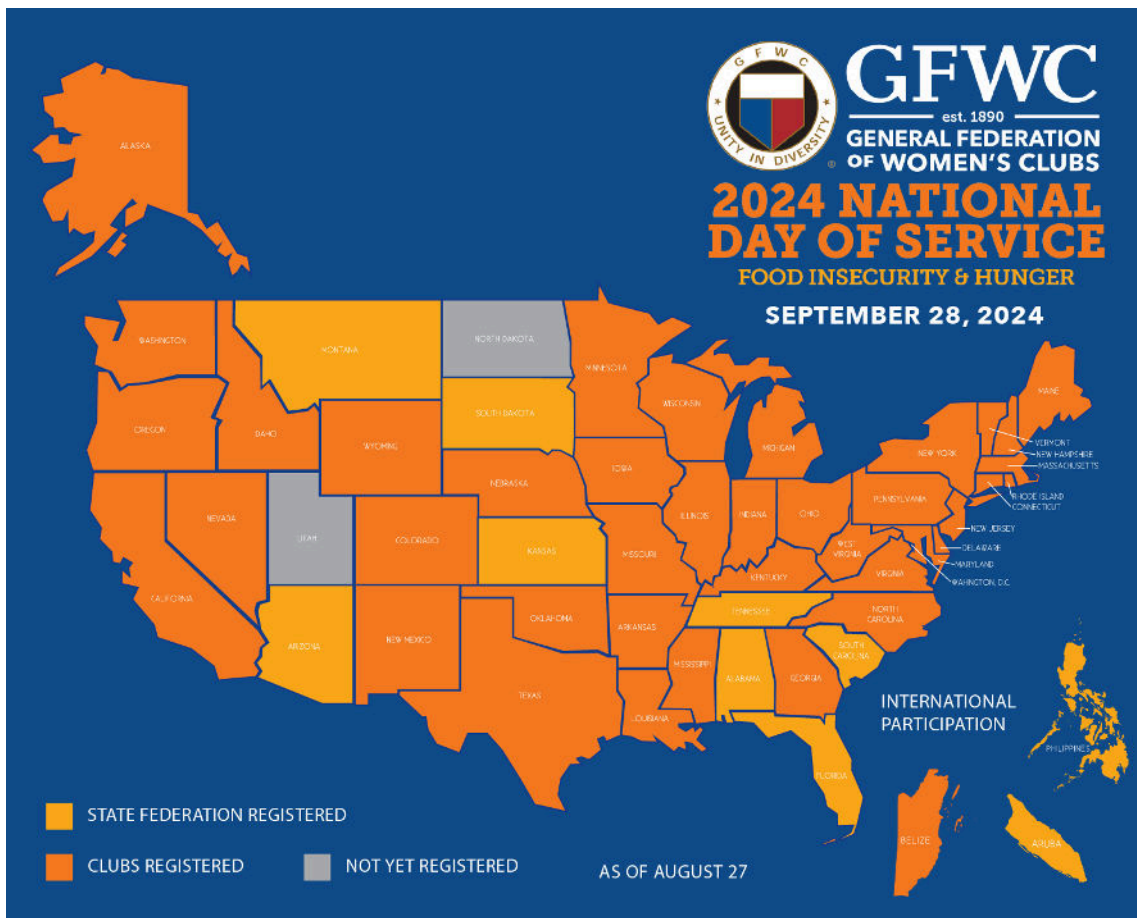 GFWC
UNITY IN DIVERSITY
®
GFWC
est. 1890
GENERAL FEDERATION
OF WOMEN'S CLUBS
2024 NATIONAL
DAY OF SERVICE
FOOD INSECURITY & HUNGER
SEPTEMBER 28, 2024
ALASKA
WASHINGTON
MONTANA
NORTH DAKOTA
MINNESOTA
OREGON
IDAHO
WYOMING
SOUTH DAKOTA
WISCONSIN
MICHIGAN
NEW YORK
MAINE
VERMONT
NEW HAMPSHIRE
MASSACHUSETTS
RHODE ISLAND
CONNECTICUT
NEW JERSEY
DELAWARE
MARYLAND
WAHINGTON, D.C.
NEVADA
UTAH
COLORADO
NEBRASKA
IOWA
ILLINOIS
INDIANA
OHIO
PENNSYLVANIA
CALIFORNIA
KANSAS
MISSOURI
KENTUCKY
WEST
VIRGINIA
VIRGINIA
ARIZONA
NEW MEXICO
OKLAHOMA
ARKANSAS
TENNESSEE
NORTH
CAROLINA
SOUTH
CAROLINA
TEXAS
LOUISIANA
MISSISSIPPI
ALABAMA
GEORGIA
FLORIDA
INTERNATIONAL
PARTICIPATION
PHILIPPINES
BELIZE
ARUBA
STATE FEDERATION REGISTERED
CLUBS REGISTERED
NOT YET REGISTERED
AS OF AUGUST 27